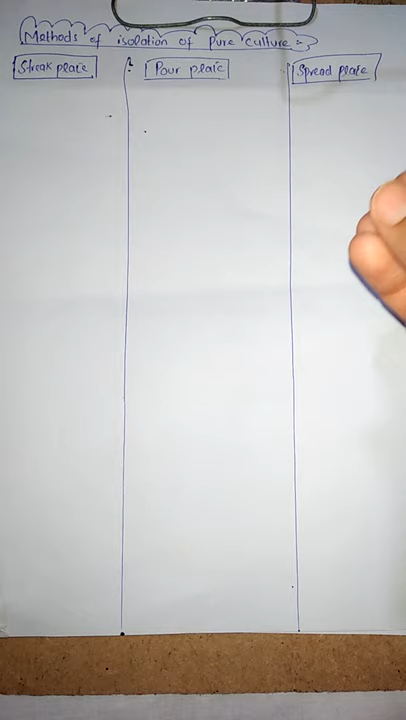 Methods of isolation of pure culture :-
Streak plate
Pour plate
Spread plate